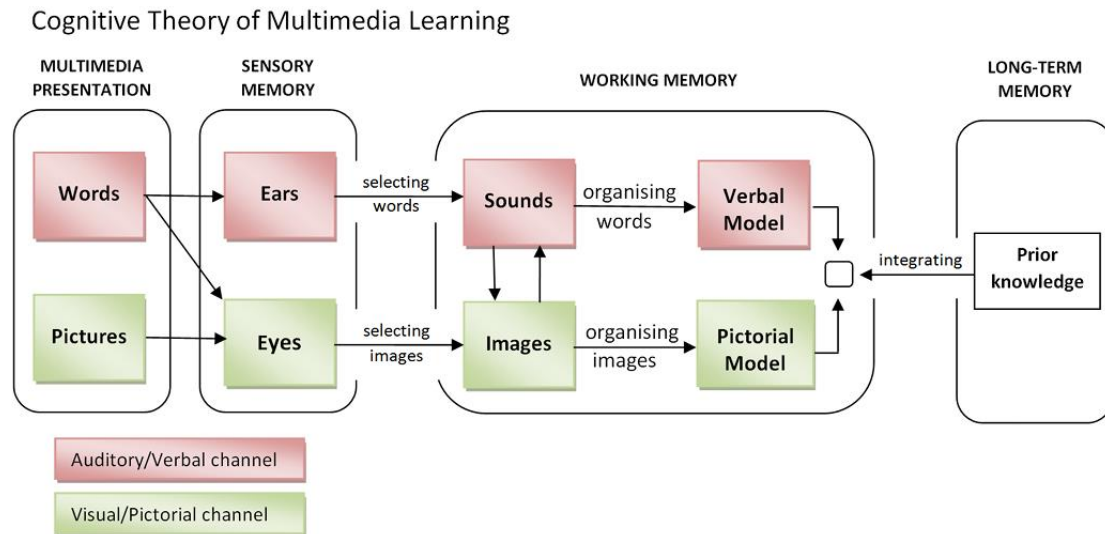 Cognitive Theory of Multimedia Learning
MULTIMEDIA
PRESENTATION
SENSORY
MEMORY
WORKING MEMORY
LONG-TERM
MEMORY
Words
Ears
selecting
words
Sounds
organising
words
Verbal
Model
integrating
Prior
knowledge
Pictures
Eyes
selecting
images
Images
organising
images
Pictorial
Model
Auditory/Verbal channel
Visual/Pictorial channel